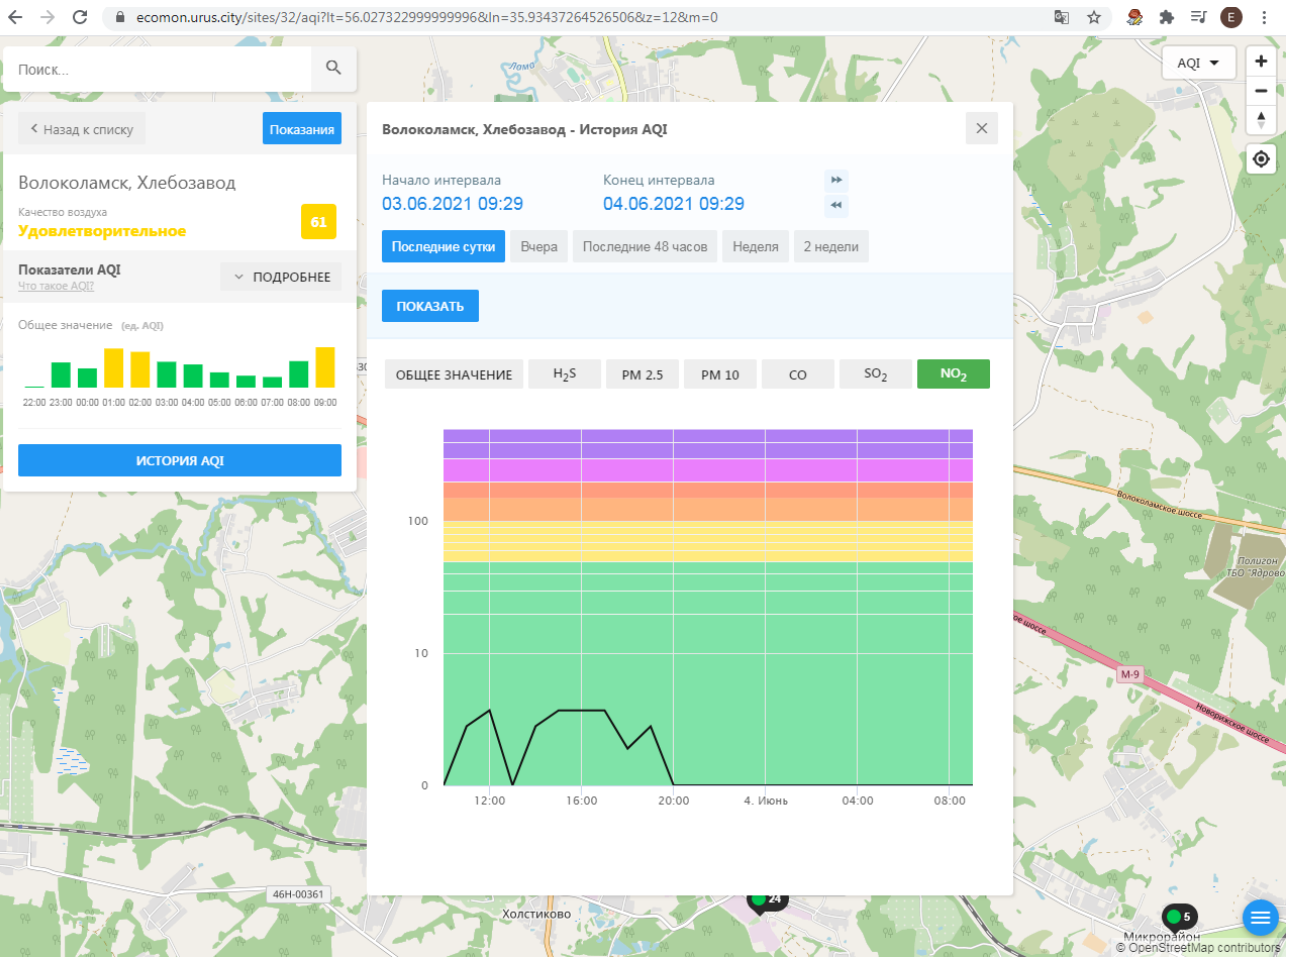 ecomon.urus.city/sites/32/aqi?lt=56.027322999999996&ln=35.93437264526506&z=12&m=0
E
Поиск...
AQI
Лама
Назад к списку
Показания
Волоколамск, Хлебозавод
Качество воздуха
Удовлетворительное
61
Показатели AQI
Что такое AQI?
ПОДРОБНЕЕ
Общее значение (ед. AQI)
22:00 23:00 00:00 01:00 02:00 03:00 04:00 05:00 06:00 07:00 08:00 09:00
ИСТОРИЯ AQI
Волоколамск, Хлебозавод - История AQI
Начало интервала
03.06.2021 09:29
Конец интервала
04.06.2021 09:29
Последние сутки
Вчера
Последние 48 часов
Неделя
2 недели
ПОКАЗАТЬ
ОБЩЕЕ ЗНАЧЕНИЕ
H2S
PM 2.5
PM 10
CO
SO2
NO2
100
10
0
12:00 16:00 20:00 4. Июнь 04:00 08:00
Волоколамское шоссе
Полигон
ТБО "Ядрово
ое шоссе
М-9
Новорижское шоссе
46Н-00361
24
Холстиково
5
Микрорайон
© OpenStreetMap contributors